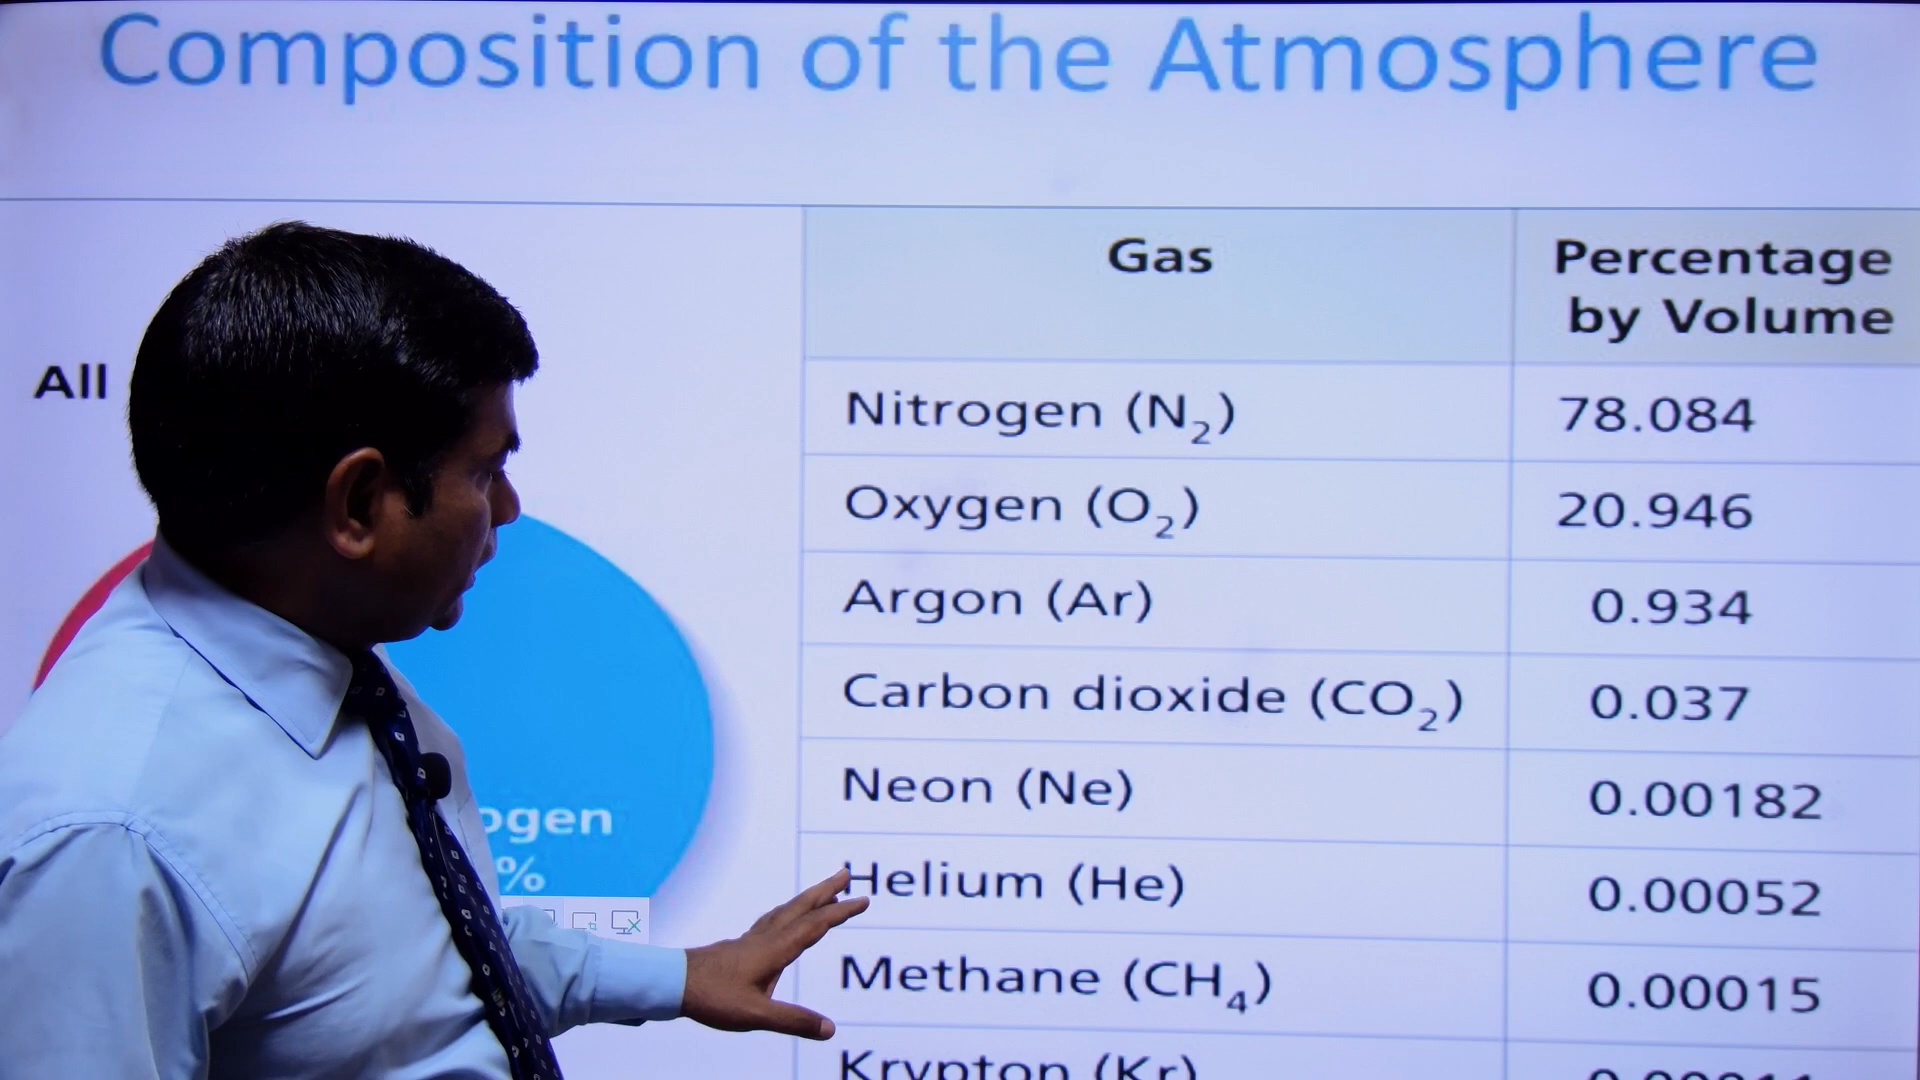 Composition of the Atmosphere
Gas
Percentage
by Volume
All
Nitrogen (N₂)
78.084
Oxygen (O₂)
20.946
Argon (Ar)
0.934
Carbon dioxide (CO₂)
0.037
Neon (Ne)
0.00182
ogen
%
Helium (He)
0.00052
Methane (CH₄)
0.00015
Krypton (Kr)